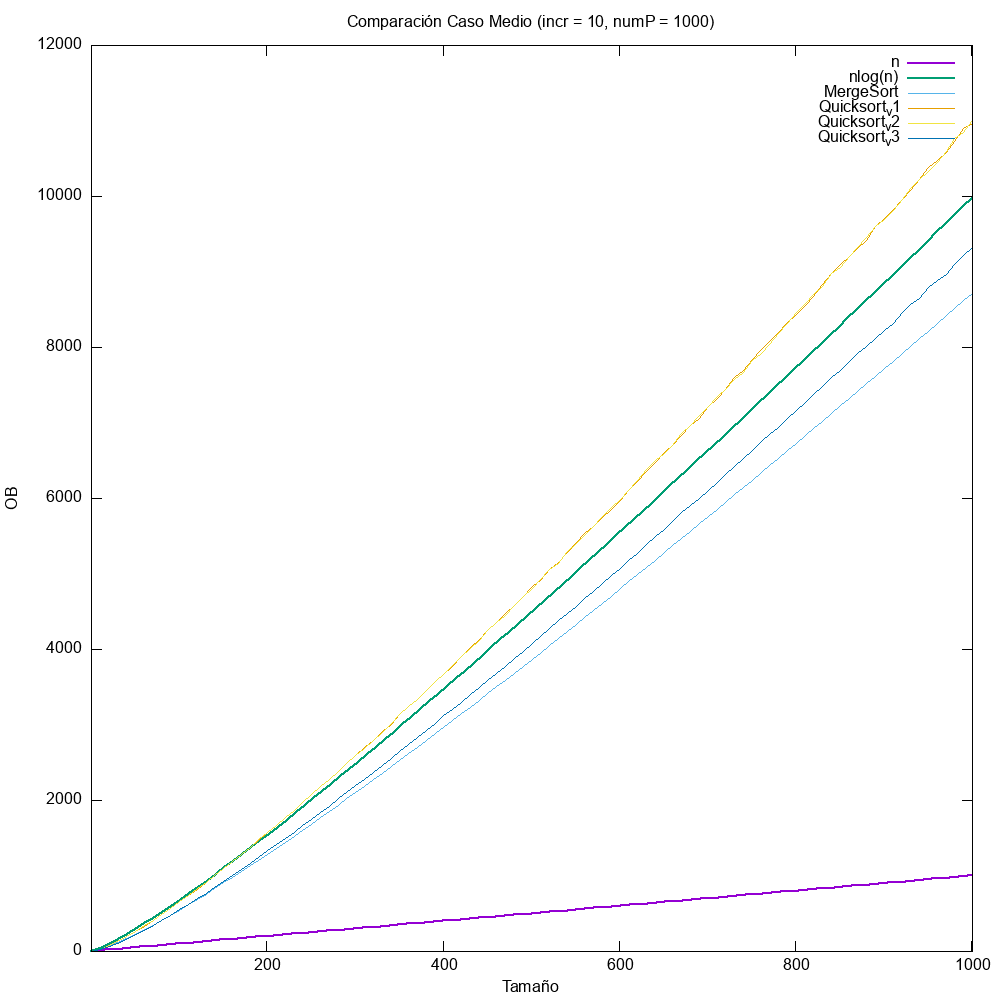 Comparación Caso Medio (incr = 10, numP = 1000)
12000
10000
8000
6000
4000
2000
0
OB
n
nlog(n)
MergeSort
Quicksortv1
Quicksortv2
Quicksortv3
200
400
600
800
1000
Tamaño